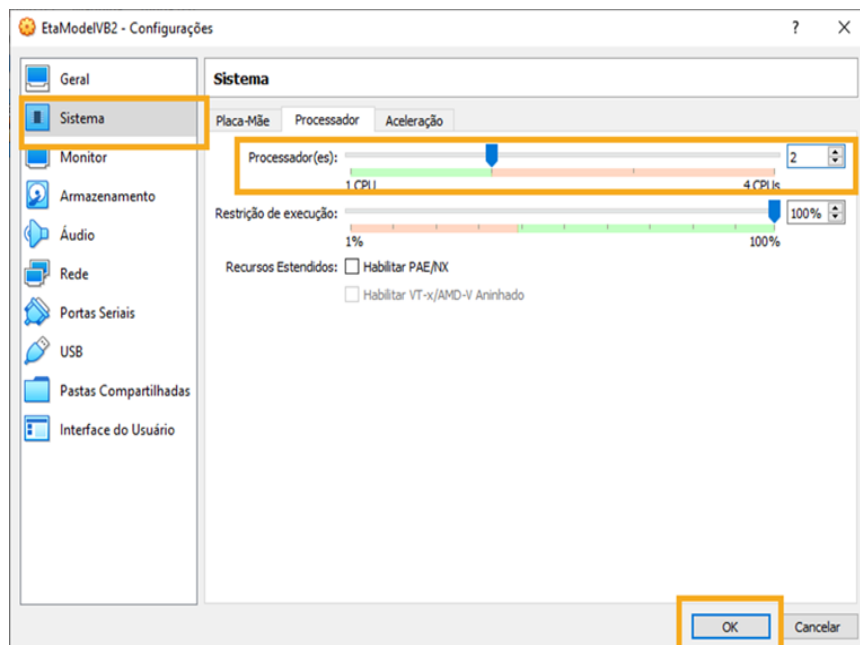 EtaModelVB2 - Configurações
Geral
Sistema
Monitor
Armazenamento
Áudio
Rede
Portas Seriais
USB
Pastas Compartilhadas
Interface do Usuário
Sistema
Placa-Mãe Processador Aceleração
Processador(es): 2
1 CPU 4 CPUs
Restrição de execução: 100%
1% 100%
Recursos Estendidos: Habilitar PAE/NX
Habilitar VT-x/AMD-V Aninhado
OK Cancelar